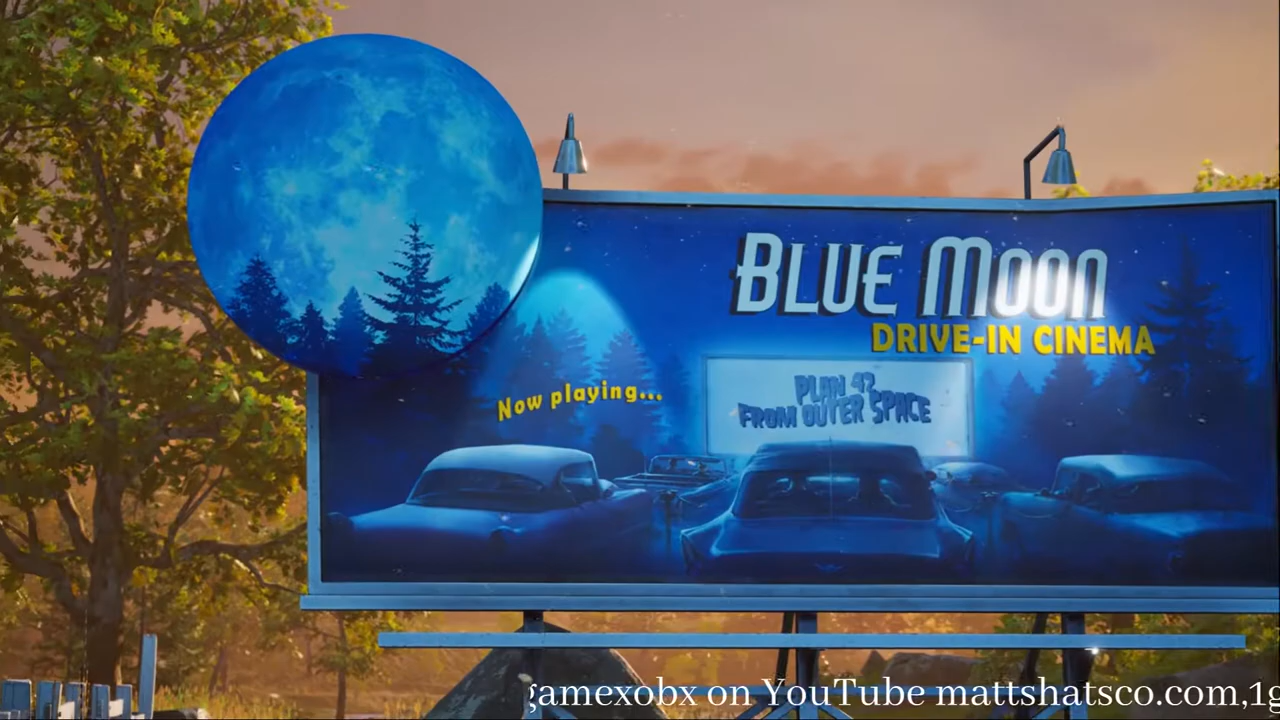 BLUE MOON
DRIVE-IN CINEMA
Now playing...
PLAN 42
FROM OUTER SPACE
gamexobx on YouTube mattshatsco.com,1g